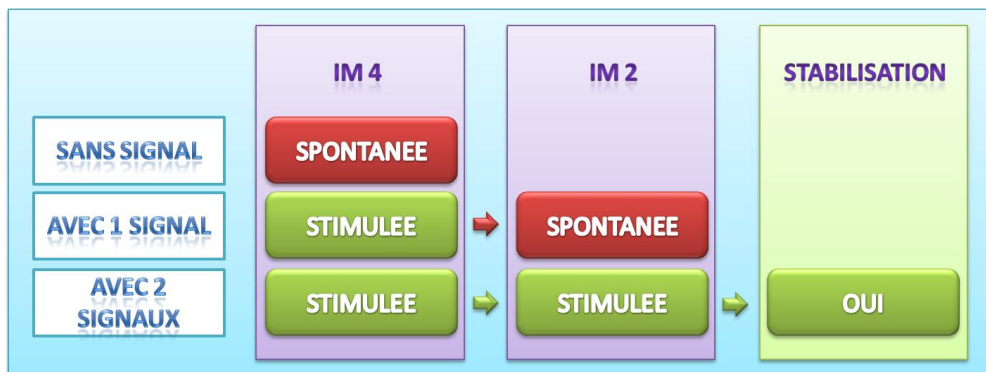 IM 4
IM 2
STABILISATION
SANS SIGNAL
SPONTANEE
AVEC 1 SIGNAL
STIMULEE
SPONTANEE
AVEC 2
SIGNAUX
STIMULEE
STIMULEE
OUI